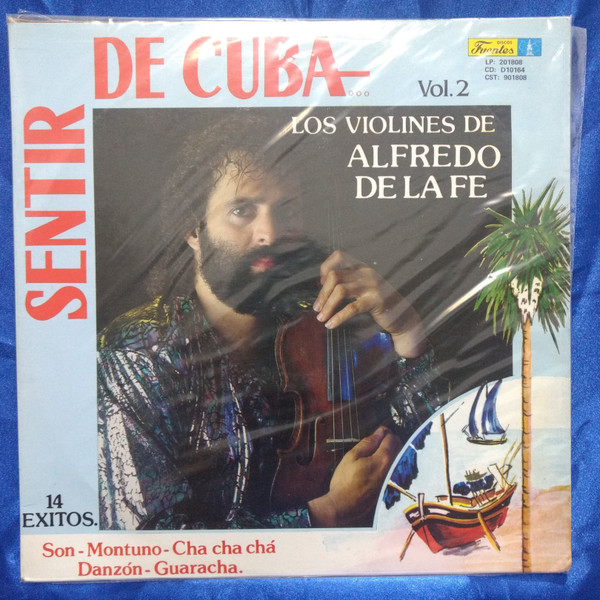 SENTIR
DE CUBA...
Vol.2
DISCOS
Fuentes
LP: 201808
CD: D10164
CST: 901808
LOS VIOLINES DE
ALFREDO
DE LA FE
14
EXITOS.
Son-Montuno-Cha cha chá
Danzón-Guaracha.